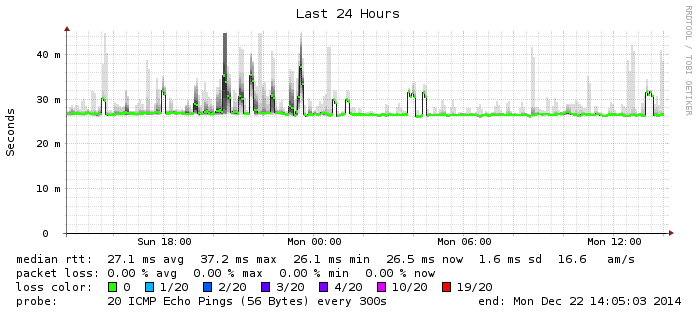 Last 24 Hours
RRDTOOL / TOBI OETIKER
Seconds
40 m
30 m
20 m
10 m
0
Sun 18:00 Mon 00:00 Mon 06:00 Mon 12:00
median rtt: 27.1 ms avg 37.2 ms max 26.1 ms min 26.5 ms now 1.6 ms sd 16.6 am/s
packet loss: 0.00 % avg 0.00 % max 0.00 % min 0.00 % now
loss color: 0 1/20 2/20 3/20 4/20 10/20 19/20
probe: 20 ICMP Echo Pings (56 Bytes) every 300s end: Mon Dec 22 14:05:03 2014